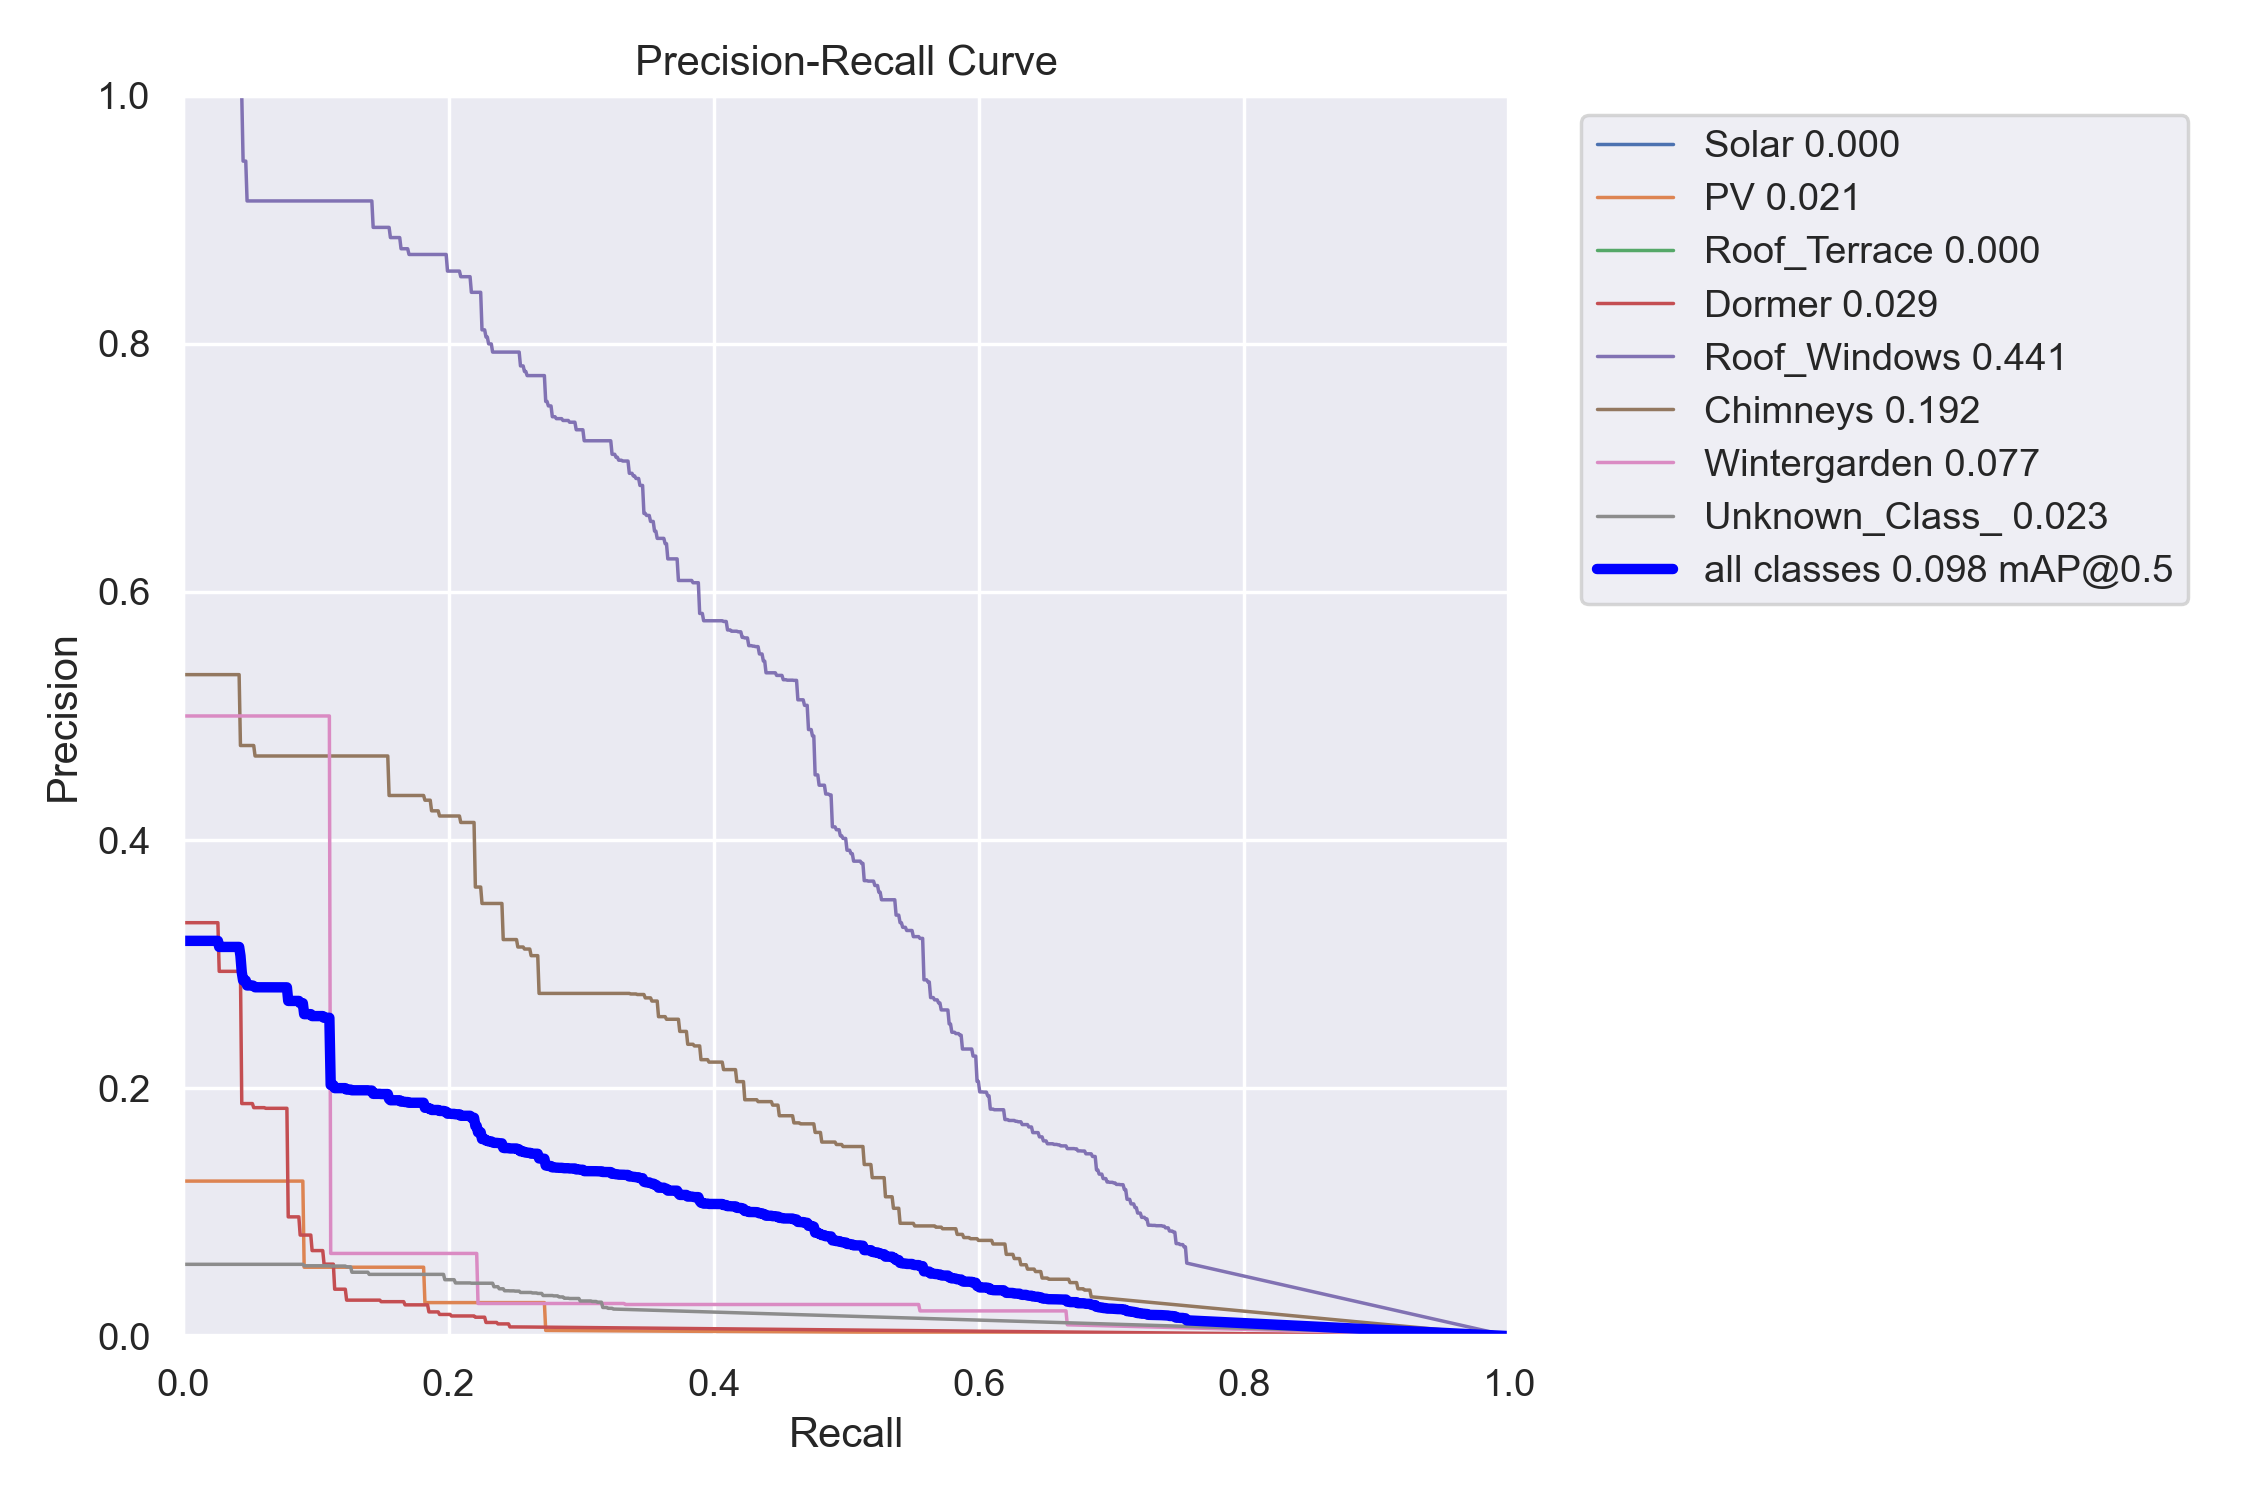 Precision-Recall Curve
1.0
0.8
0.6
0.4
0.2
0.0
Precision
0.0 0.2 0.4 0.6 0.8 1.0
Recall
Solar 0.000
PV 0.021
Roof_Terrace 0.000
Dormer 0.029
Roof_Windows 0.441
Chimneys 0.192
Wintergarden 0.077
Unknown_Class_ 0.023
all classes 0.098 mAP@0.5